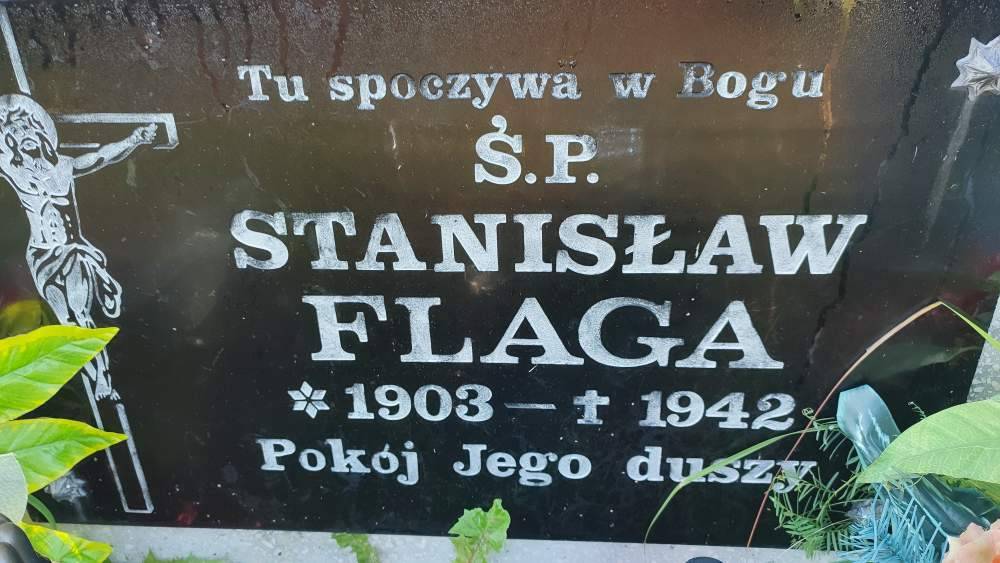 Tu spoczywa w Bogu
Ś.P.
STANISŁAW
FLAGA
* 1903 — † 1942
Pokój Jego duszy